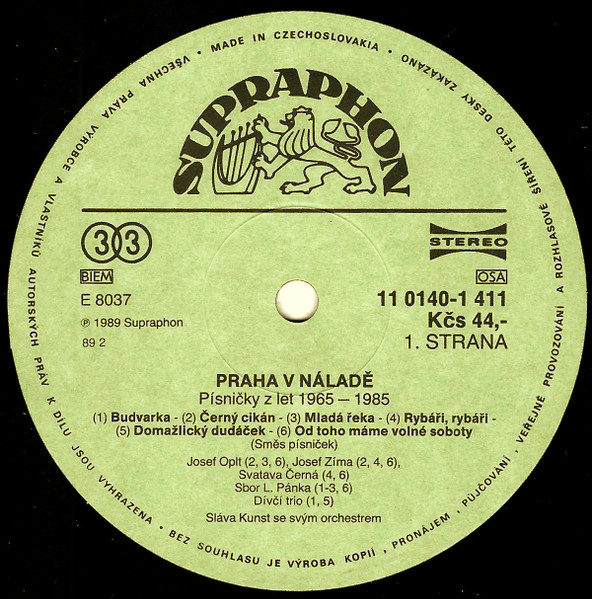 • MADE IN CZECHOSLOVAKIA •
VŠECHNA PRÁVA VÝROBCE A VLASTNÍKŮ AUTORSKÝCH PRÁV K DÍLU JSOU VYHRAZENA • BEZ SOUHLASU JE VÝROBA KOPIÍ, PRONÁJEM, PŮJČOVÁNÍ, VEŘEJNÉ PROVOZOVÁNÍ A ROZHLASOVÉ ŠÍŘENÍ TÉTO DESKY ZAKÁZÁNO
SUPRAPHON
33
STEREO
BIEM
OSA
E 8037
11 0140-1 411
Ⓟ 1989 Supraphon
Kčs 44,-
89 2
1. STRANA
PRAHA V NÁLADĚ
Písničky z let 1965 — 1985
(1) Budvarka - (2) Černý cikán - (3) Mladá řeka - (4) Rybáři, rybáři -
(5) Domažlický dudáček - (6) Od toho máme volné soboty
(Směs písniček)
Josef Oplt (2, 3, 6), Josef Zíma (2, 4, 6),
Svatava Černá (4, 6)
Sbor L. Pánka (1-3, 6)
Dívčí trio (1, 5)
Sláva Kunst se svým orchestrem